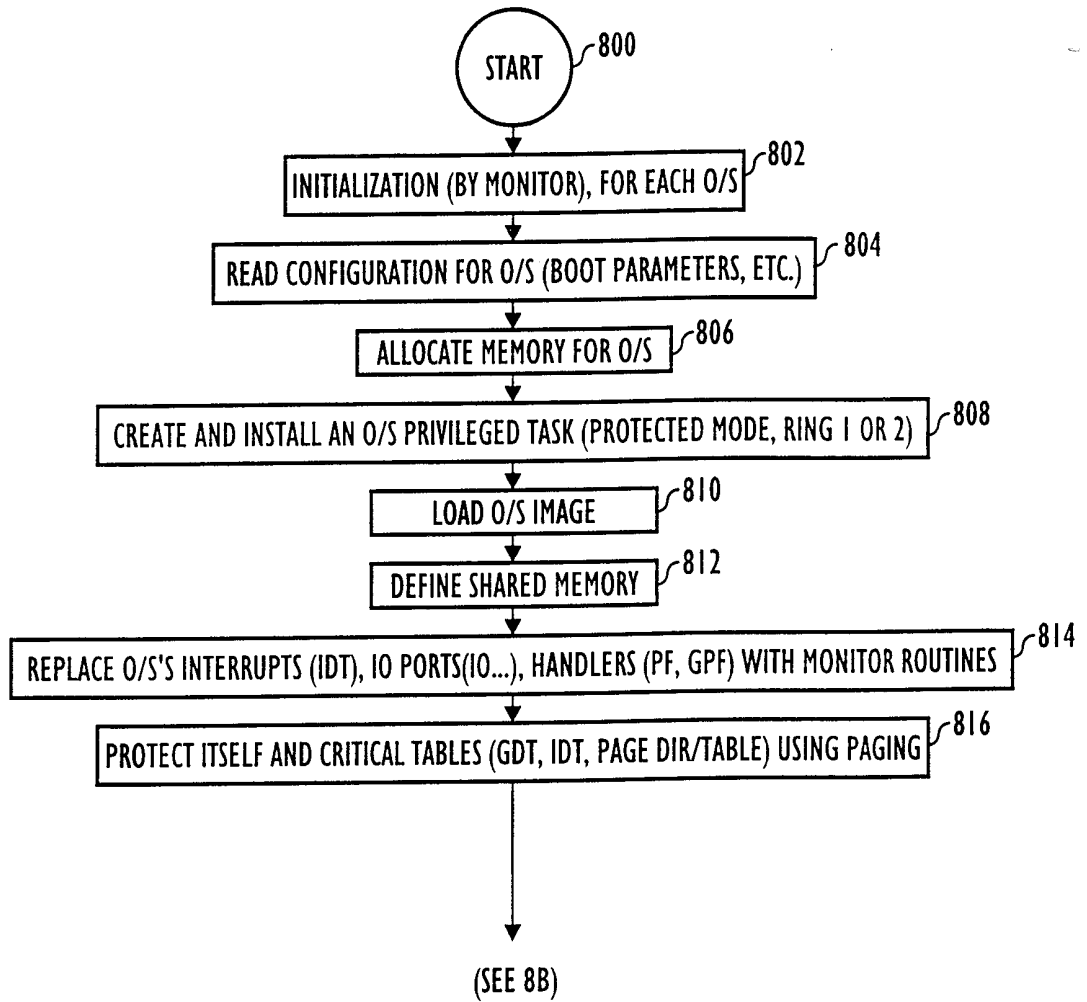 START
800
INITIALIZATION (BY MONITOR), FOR EACH O/S
802
READ CONFIGURATION FOR O/S (BOOT PARAMETERS, ETC.)
804
ALLOCATE MEMORY FOR O/S
806
CREATE AND INSTALL AN O/S PRIVILEGED TASK (PROTECTED MODE, RING 1 OR 2)
808
LOAD O/S IMAGE
810
DEFINE SHARED MEMORY
812
REPLACE O/S'S INTERRUPTS (IDT), IO PORTS(IO...), HANDLERS (PF, GPF) WITH MONITOR ROUTINES
814
PROTECT ITSELF AND CRITICAL TABLES (GDT, IDT, PAGE DIR/TABLE) USING PAGING
816
(SEE 8B)